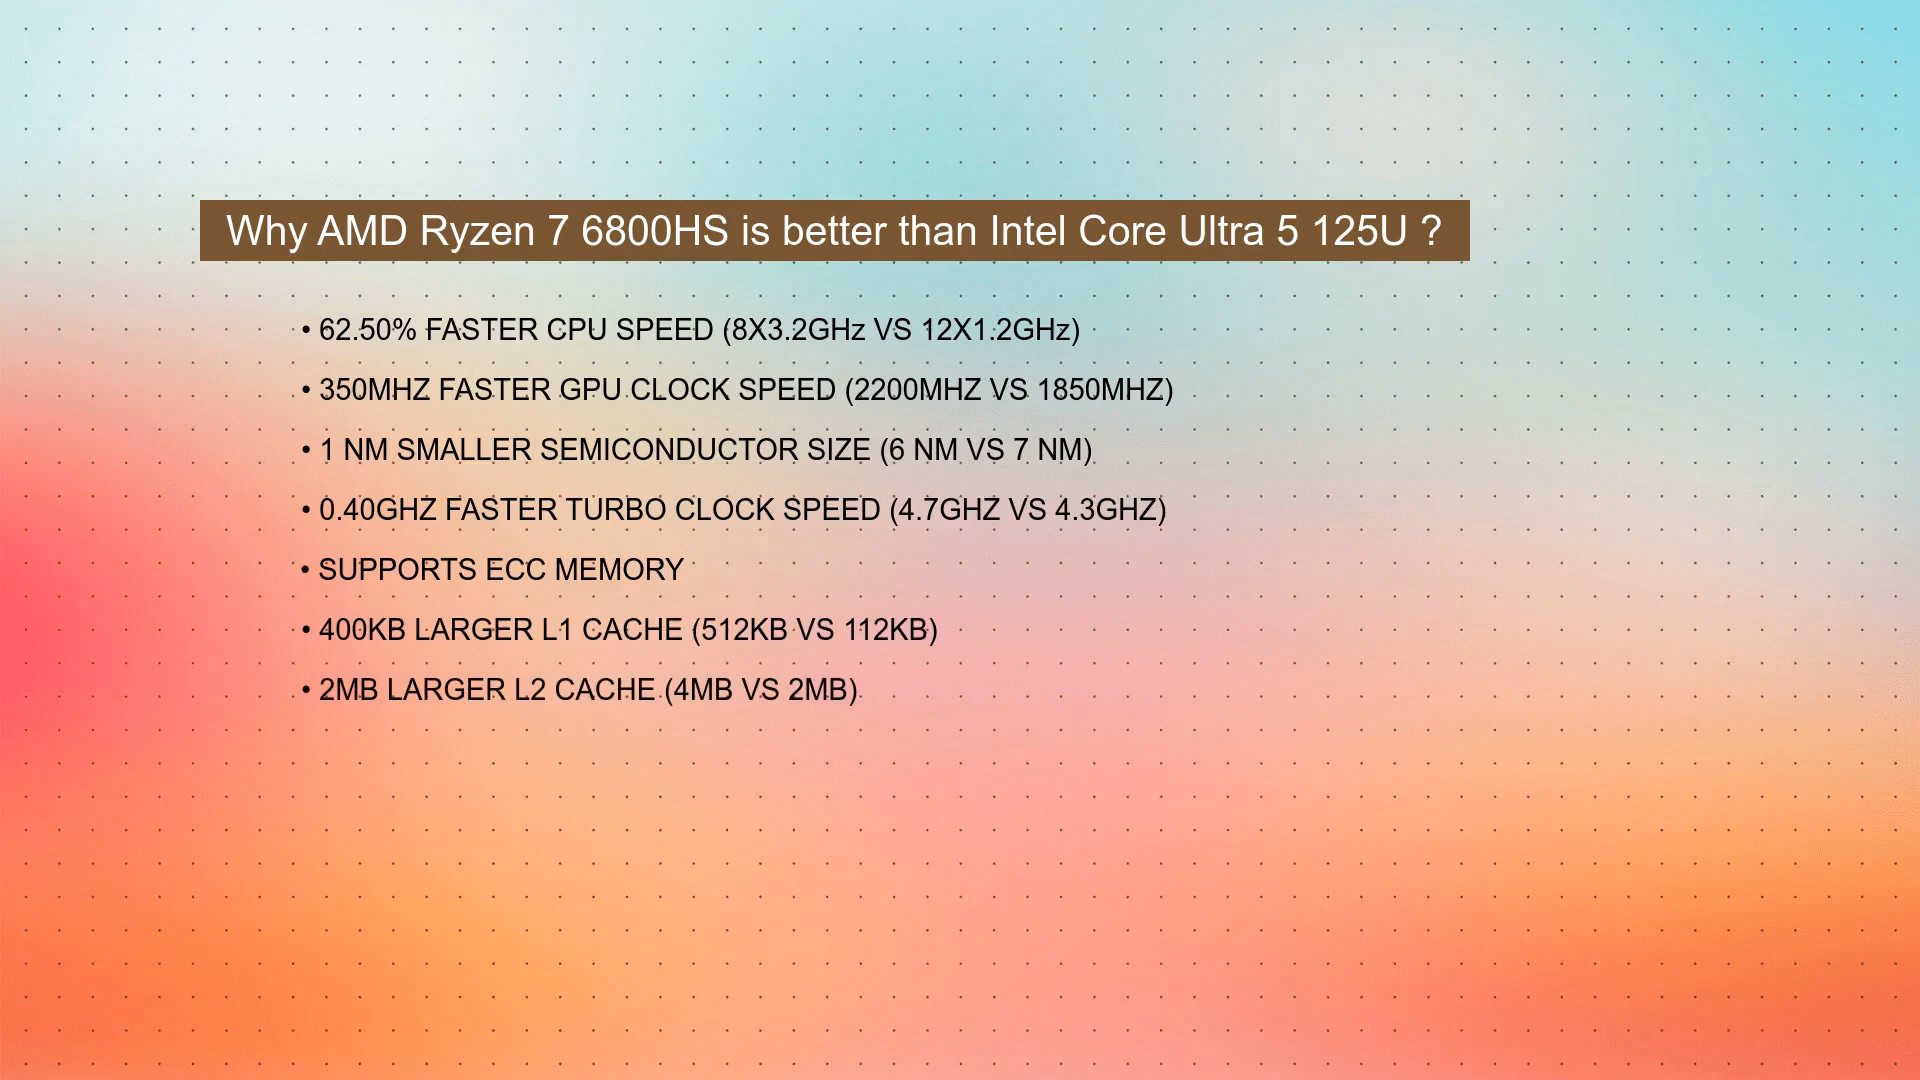 Why AMD Ryzen 7 6800HS is better than Intel Core Ultra 5 125U ?
• 62.50% FASTER CPU SPEED (8X3.2GHz VS 12X1.2GHz)
• 350MHZ FASTER GPU CLOCK SPEED (2200MHZ VS 1850MHZ)
• 1 NM SMALLER SEMICONDUCTOR SIZE (6 NM VS 7 NM)
• 0.40GHZ FASTER TURBO CLOCK SPEED (4.7GHZ VS 4.3GHZ)
• SUPPORTS ECC MEMORY
• 400KB LARGER L1 CACHE (512KB VS 112KB)
• 2MB LARGER L2 CACHE (4MB VS 2MB)